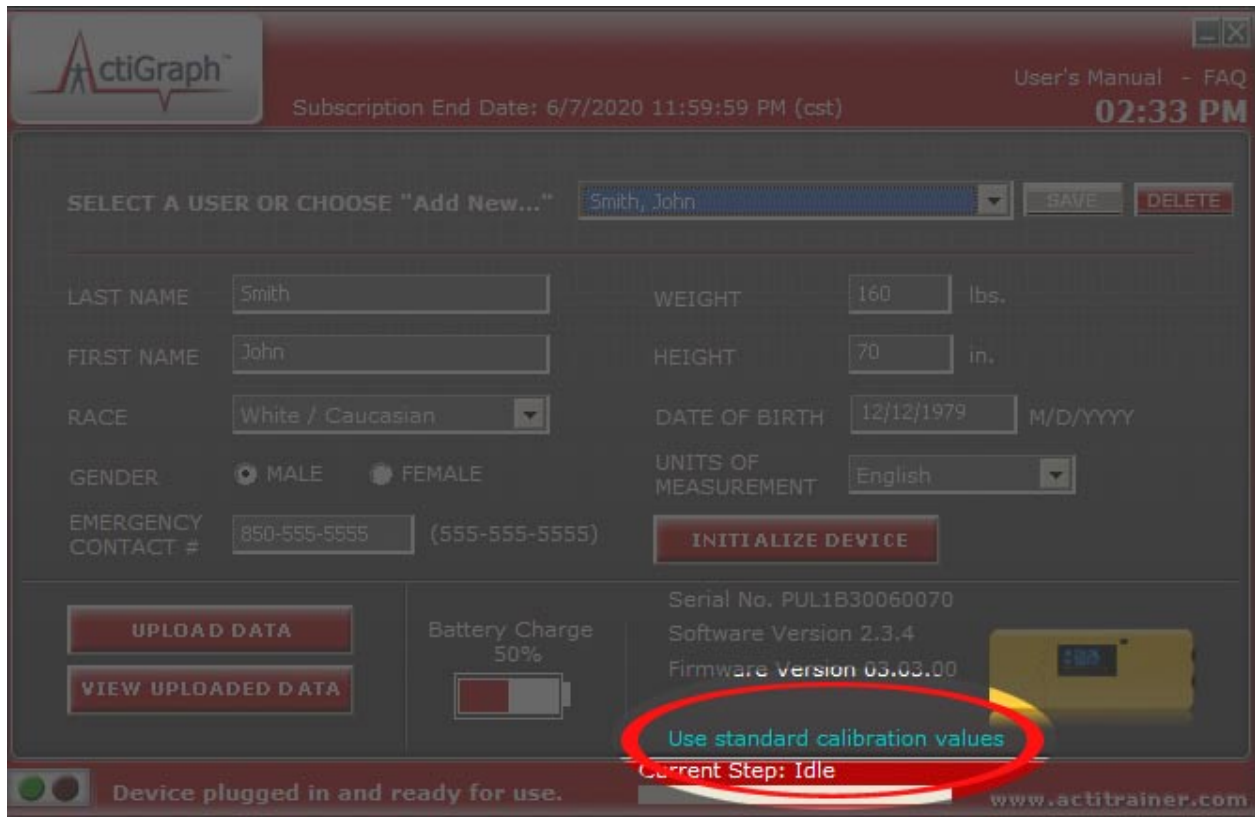 ActiGraph™
User's Manual - FAQ
Subscription End Date: 6/7/2020 11:59:59 PM (cst)
02:33 PM
SELECT A USER OR CHOOSE "Add New..."
Smith, John
SAVE
DELETE
LAST NAME
Smith
WEIGHT
160
lbs.
FIRST NAME
John
HEIGHT
70
in.
RACE
White / Caucasian
DATE OF BIRTH
12/12/1979
M/D/YYYY
GENDER
MALE
FEMALE
UNITS OF
MEASUREMENT
English
EMERGENCY
CONTACT #
850-555-5555
(555-555-5555)
INITIALIZE DEVICE
UPLOAD DATA
VIEW UPLOADED DATA
Battery Charge
50%
Serial No. PUL1B30060070
Software Version 2.3.4
Firmware Version 03.03.00
Use standard calibration values
Current Step: Idle
Device plugged in and ready for use.
www.actitrainer.com